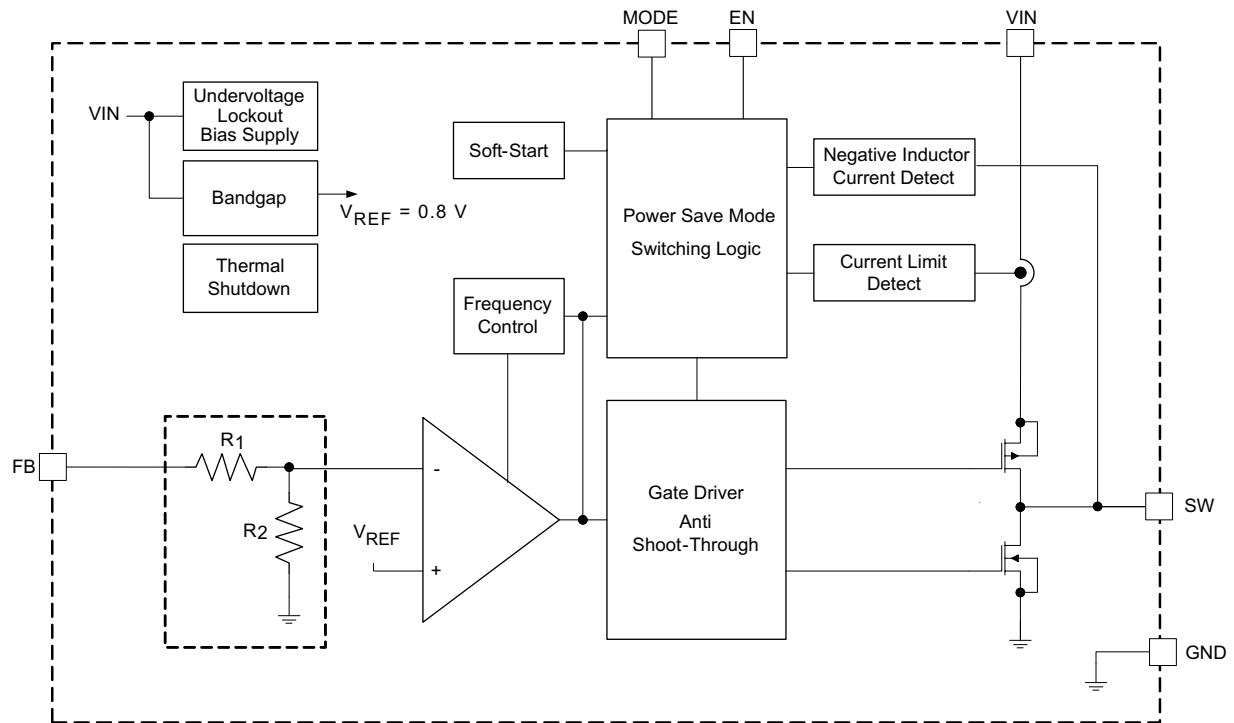 MODE
EN
VIN
VIN
Undervoltage
Lockout
Bias Supply
Bandgap
VREF = 0.8 V
Thermal
Shutdown
Soft-Start
Power Save Mode
Switching Logic
Negative Inductor
Current Detect
Current Limit
Detect
Frequency
Control
FB
R1
R2
VREF
-
+
Gate Driver
Anti
Shoot-Through
SW
GND